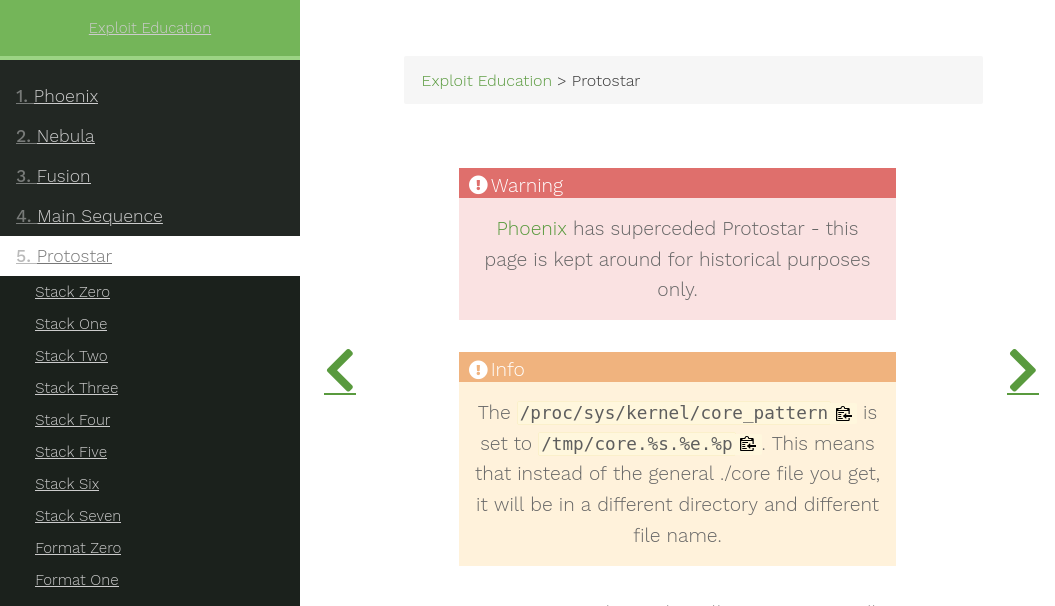 Exploit Education
1. Phoenix
2. Nebula
3. Fusion
4. Main Sequence
5. Protostar
Stack Zero
Stack One
Stack Two
Stack Three
Stack Four
Stack Five
Stack Six
Stack Seven
Format Zero
Format One
Exploit Education > Protostar
Warning
Phoenix has superceded Protostar - this
page is kept around for historical purposes
only.
Info
The /proc/sys/kernel/core_pattern is
set to /tmp/core.%s.%e.%p . This means
that instead of the general ./core file you get,
it will be in a different directory and different
file name.